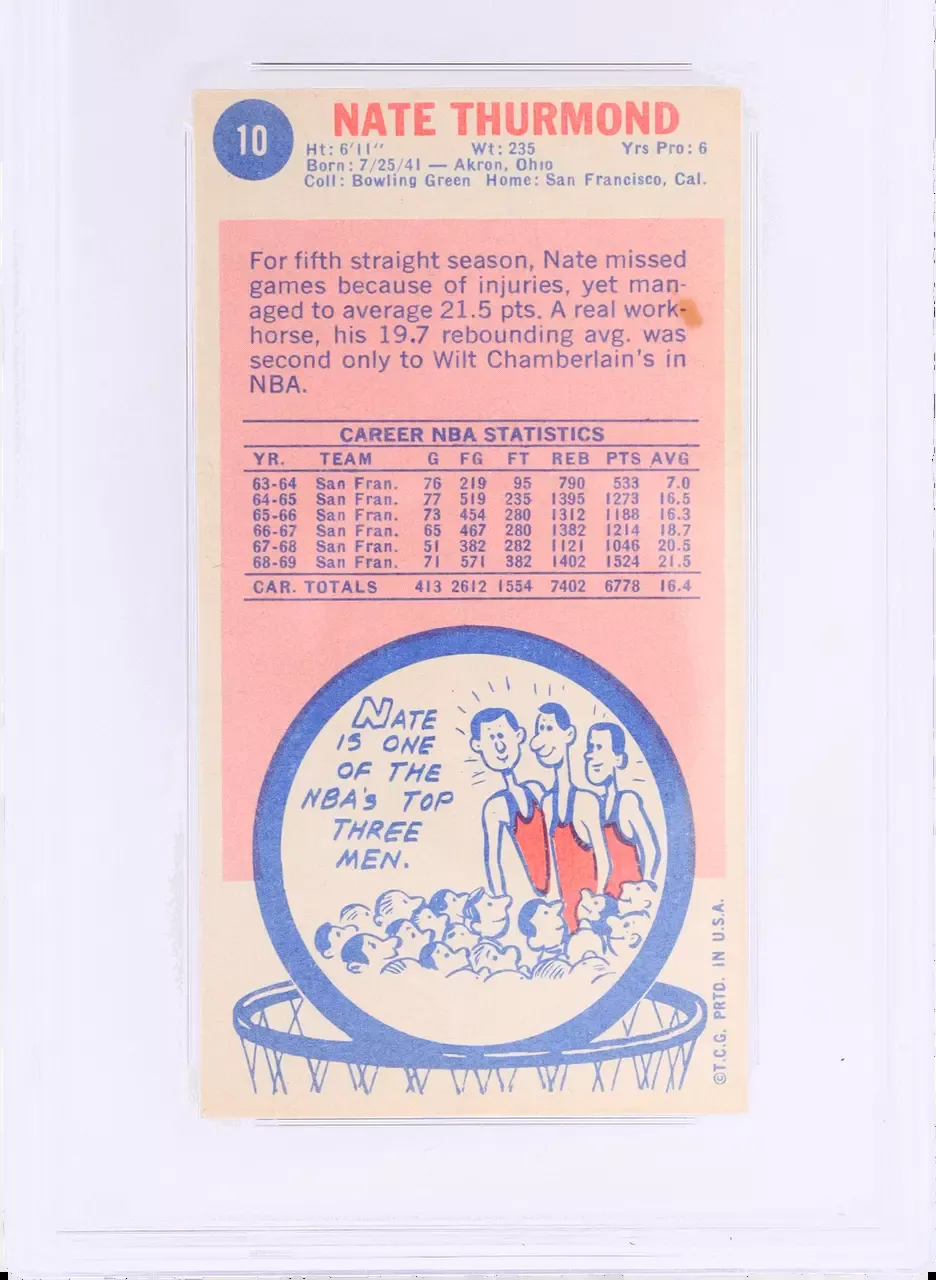 10
NATE THURMOND
Ht: 6'11" Wt: 235 Yrs Pro: 6
Born: 7/25/41 — Akron, Ohio
Coll: Bowling Green Home: San Francisco, Cal.
For fifth straight season, Nate missed
games because of injuries, yet man-
aged to average 21.5 pts. A real work-
horse, his 19.7 rebounding avg. was
second only to Wilt Chamberlain's in
NBA.
CAREER NBA STATISTICS
YR. TEAM G FG FT REB PTS AVG
63-64 San Fran. 76 219 95 790 533 7.0
64-65 San Fran. 77 519 235 1395 1273 16.5
65-66 San Fran. 73 454 280 1312 1188 16.3
66-67 San Fran. 65 467 280 1382 1214 18.7
67-68 San Fran. 51 382 282 1121 1046 20.5
68-69 San Fran. 71 571 382 1402 1524 21.5
CAR. TOTALS 413 2612 1554 7402 6778 16.4
NATE
IS ONE
OF THE
NBA'S TOP
THREE
MEN.
©T.C.G. PRTD. IN U.S.A.